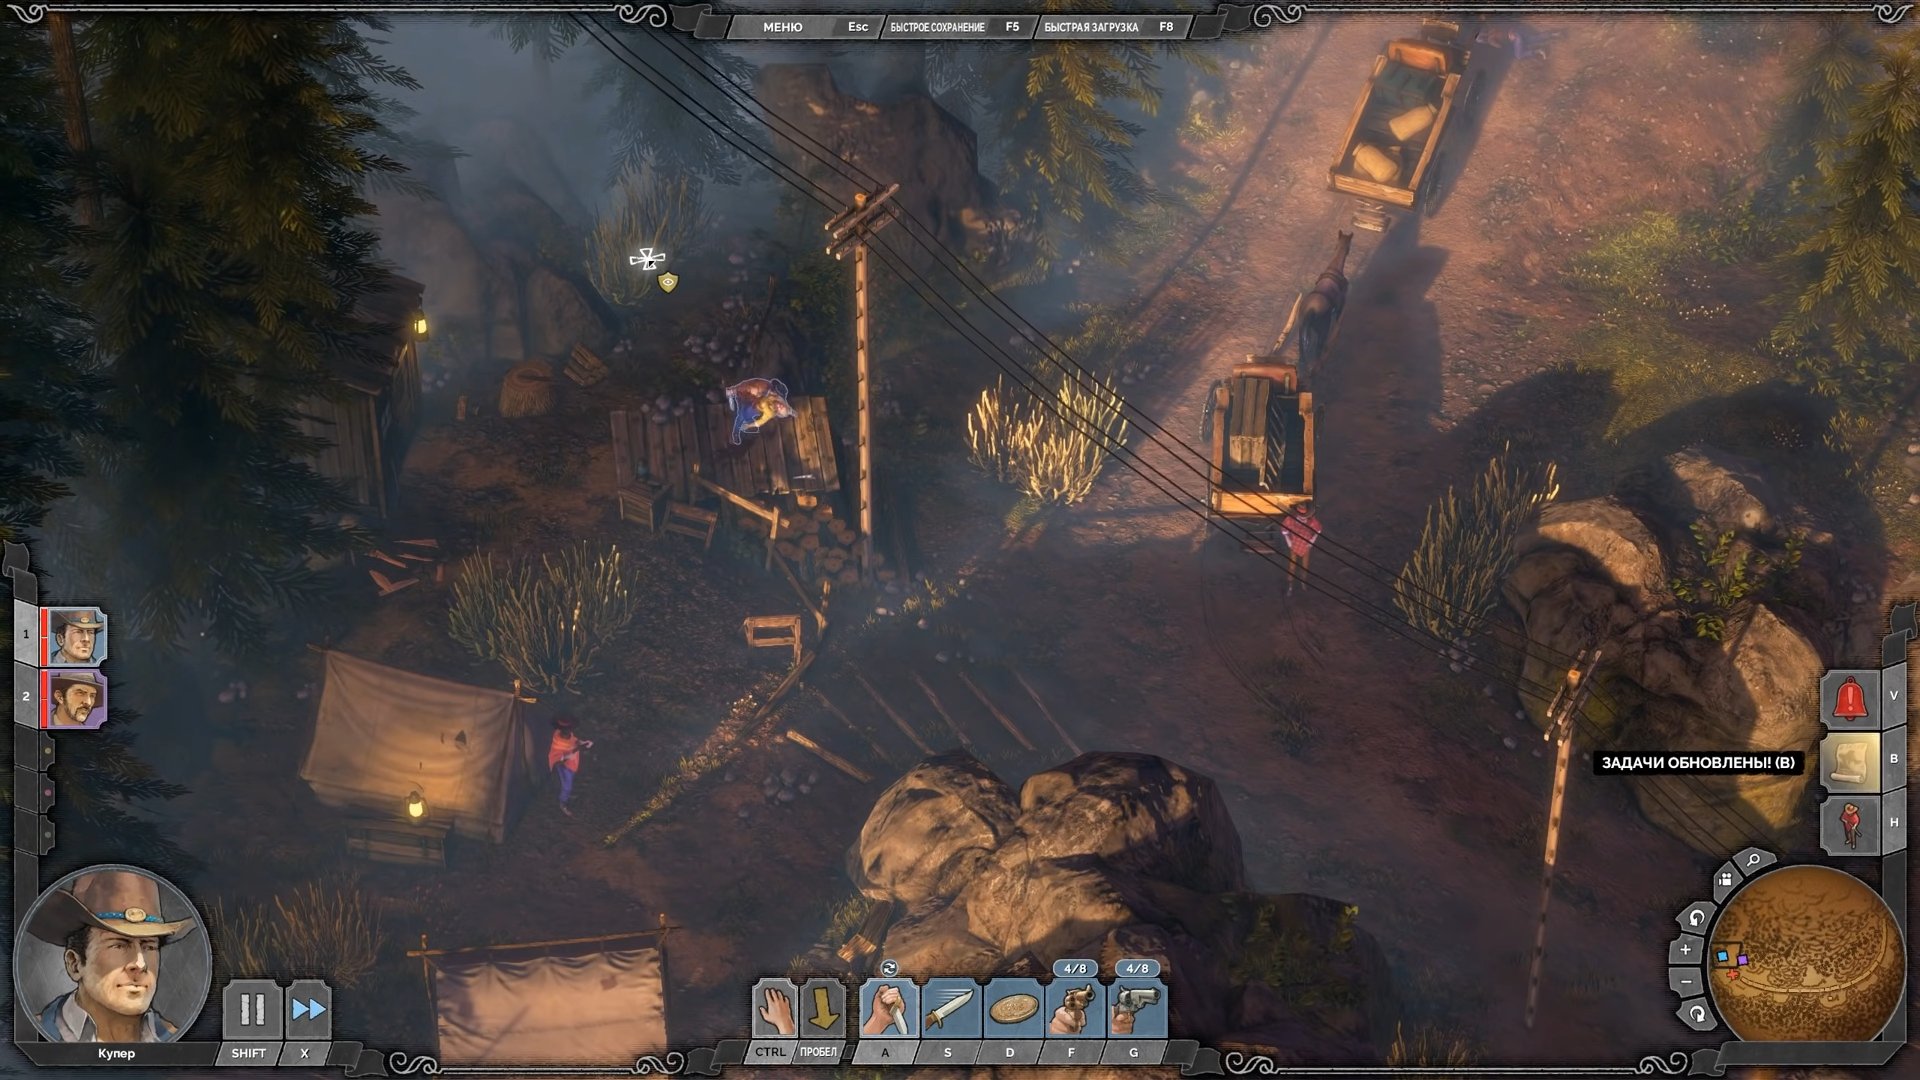 МЕНЮ Esc БЫСТРОЕ СОХРАНЕНИЕ F5 БЫСТРАЯ ЗАГРУЗКА F8
1
2
V
ЗАДАЧИ ОБНОВЛЕНЫ! (B) B
H
4/8 4/8
Купер SHIFT X CTRL ПРОБЕЛ A S D F G